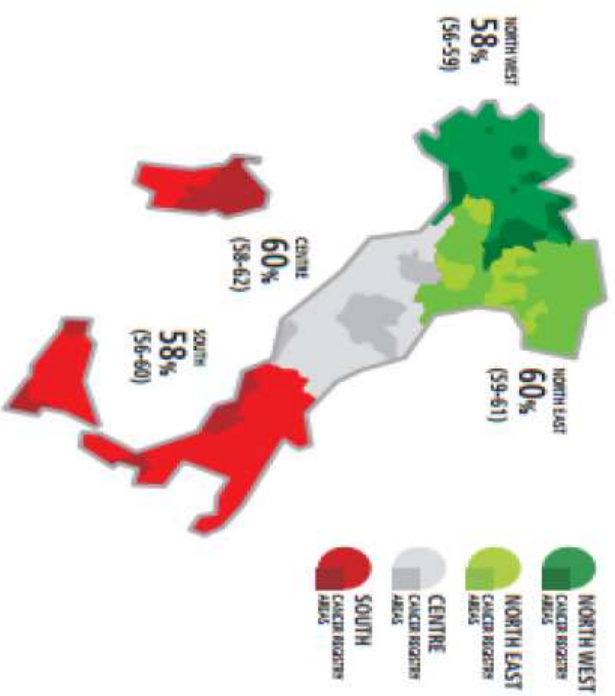 NORTH WEST
58%
(56-59)
NORTH EAST
60%
(59-61)
CENTRE
60%
(58-62)
SOUTH
58%
(56-60)
NORTH WEST
CANCER REGISTRY
AREAS
NORTH EAST
CANCER REGISTRY
AREAS
CENTRE
CANCER REGISTRY
AREAS
SOUTH
CANCER REGISTRY
AREAS